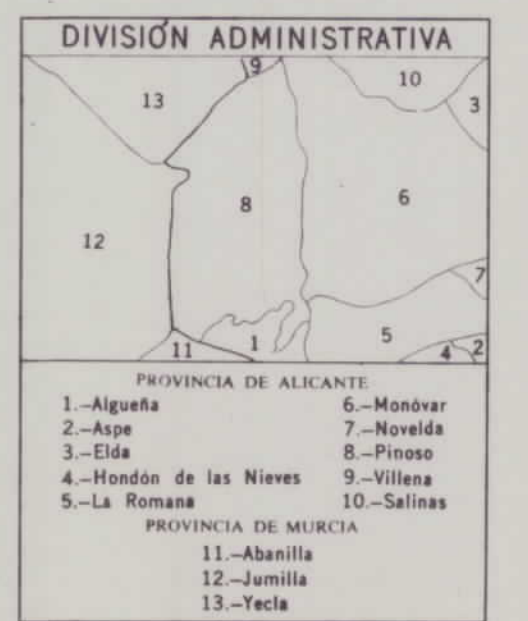 DIVISIÓN ADMINISTRATIVA
9
10
13
3
8
6
12
7
5
1
11
4
2
PROVINCIA DE ALICANTE
1.–Algueña
6.–Monóvar
2.–Aspe
7.–Novelda
3.–Elda
8.–Pinoso
4.–Hondón de las Nieves
9.–Villena
5.–La Romana
10.–Salinas
PROVINCIA DE MURCIA
11.–Abanilla
12.–Jumilla
13.–Yecla